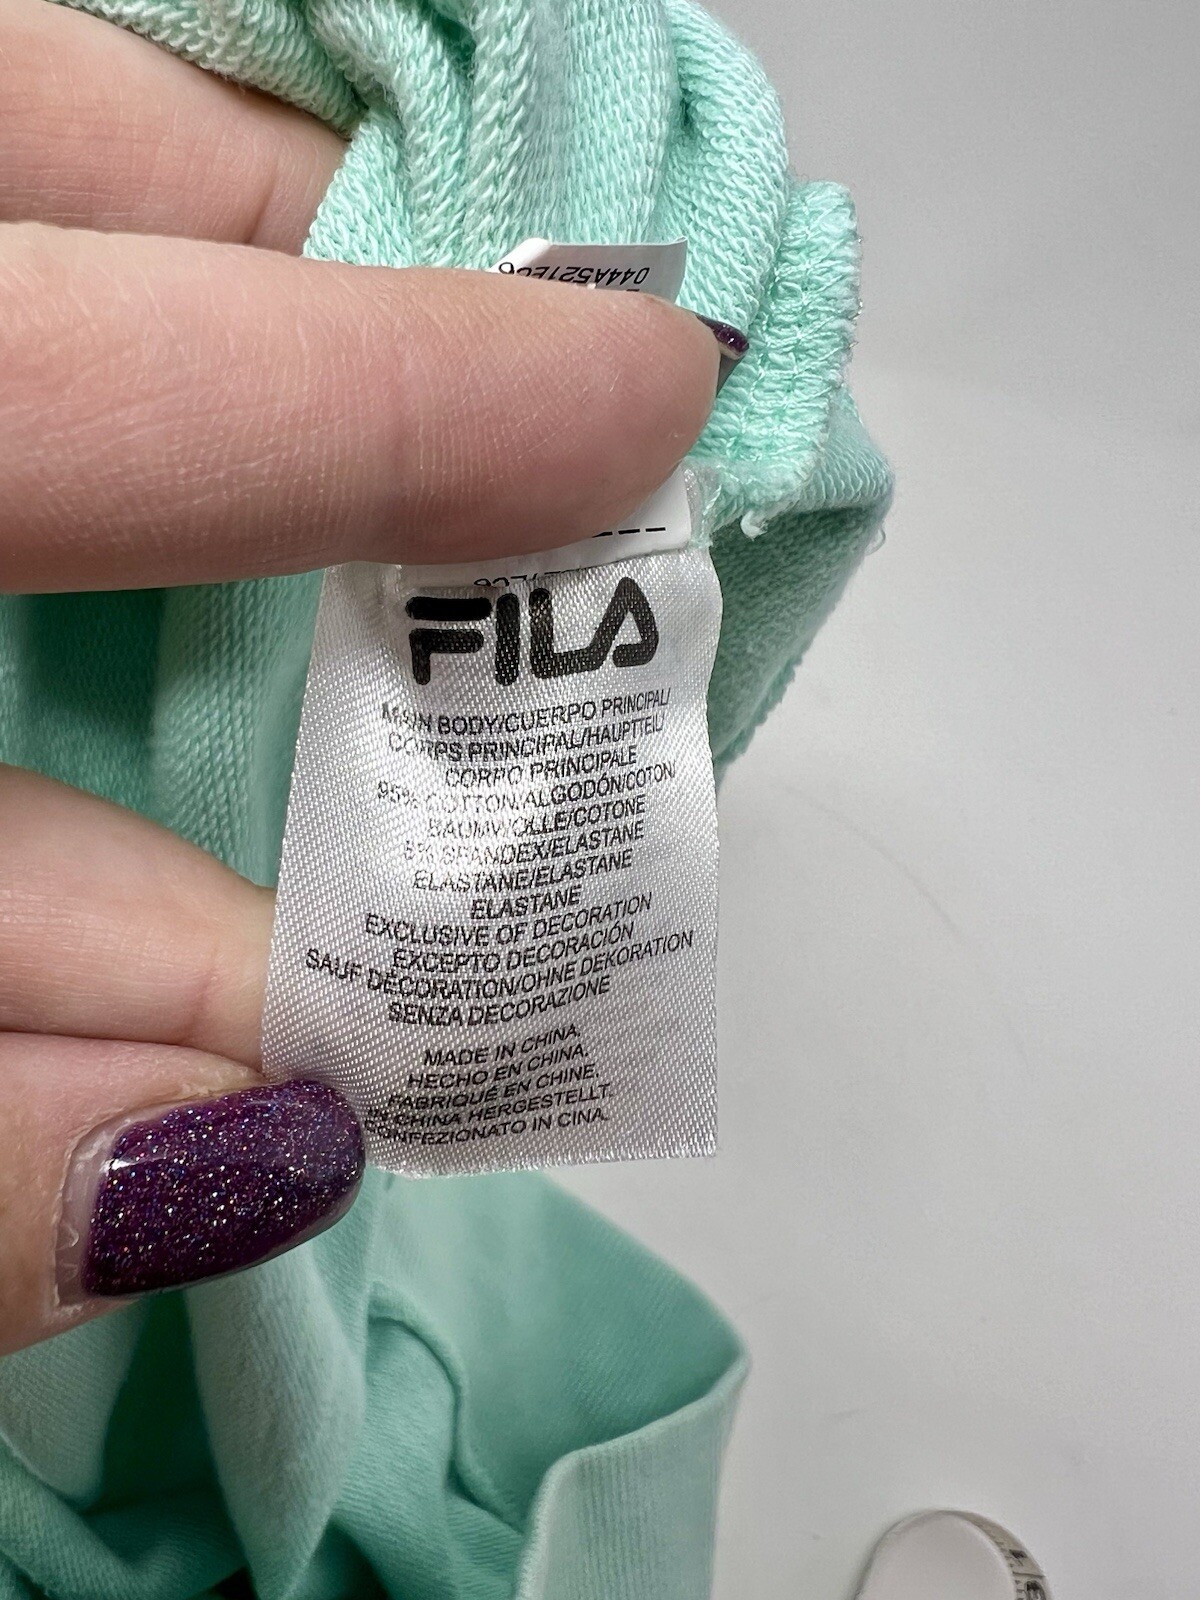 044A521EC6
FILA
MAIN BODY/CUERPO PRINCIPAL/
CORPS PRINCIPAL/HAUPTTEIL/
CORPO PRINCIPALE
95% COTTON/ALGODÓN/COTON/
BAUMWOLLE/COTONE
5% SPANDEX/ELASTANE
ELASTANE/ELASTANE
ELASTANE
EXCLUSIVE OF DECORATION
EXCEPTO DECORACIÓN
SAUF DÉCORATION/OHNE DEKORATION
SENZA DECORAZIONE
MADE IN CHINA.
HECHO EN CHINA.
FABRIQUÉ EN CHINE.
IN CHINA HERGESTELLT.
CONFEZIONATO IN CINA.